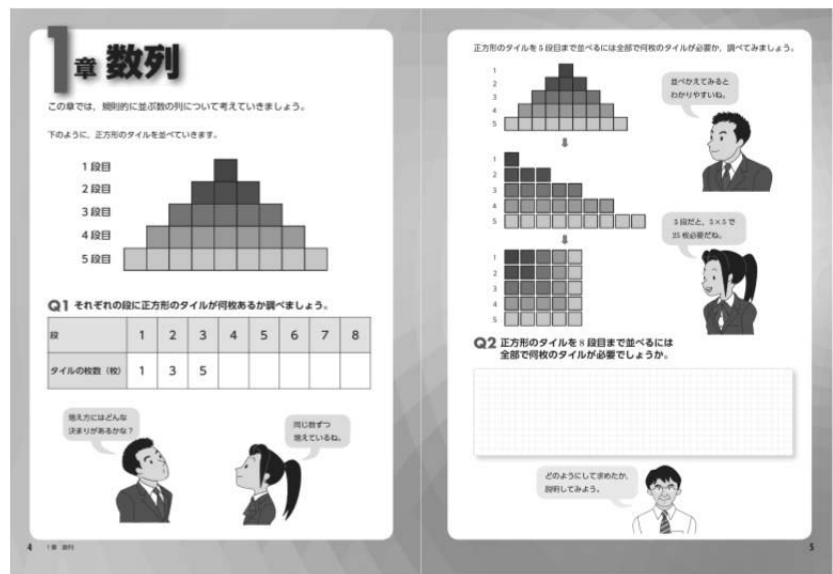 1章 数列
この章では，規則的に並ぶ数の列について考えていきましょう。
下のように，正方形のタイルを並べていきます。
1 段目
2 段目
3 段目
4 段目
5 段目
Q1 それぞれの段に正方形のタイルが何枚あるか調べましょう。
段 1 2 3 4 5 6 7 8
タイルの枚数（枚） 1 3 5
増え方にはどんな
決まりがあるかな？
同じ数ずつ
増えているね。
4 1章 数列
正方形のタイルを 5 段目まで並べるには全部で何枚のタイルが必要か，調べてみましょう。
1
2
3
4
5
並べかえてみると
わかりやすいね。
1
2
3
4
5
5 段だと，5×5 で
25 枚必要だね。
1
2
3
4
5
Q2 正方形のタイルを 8 段目まで並べるには
全部で何枚のタイルが必要でしょうか。
どのようにして求めたか，
説明してみよう。
5